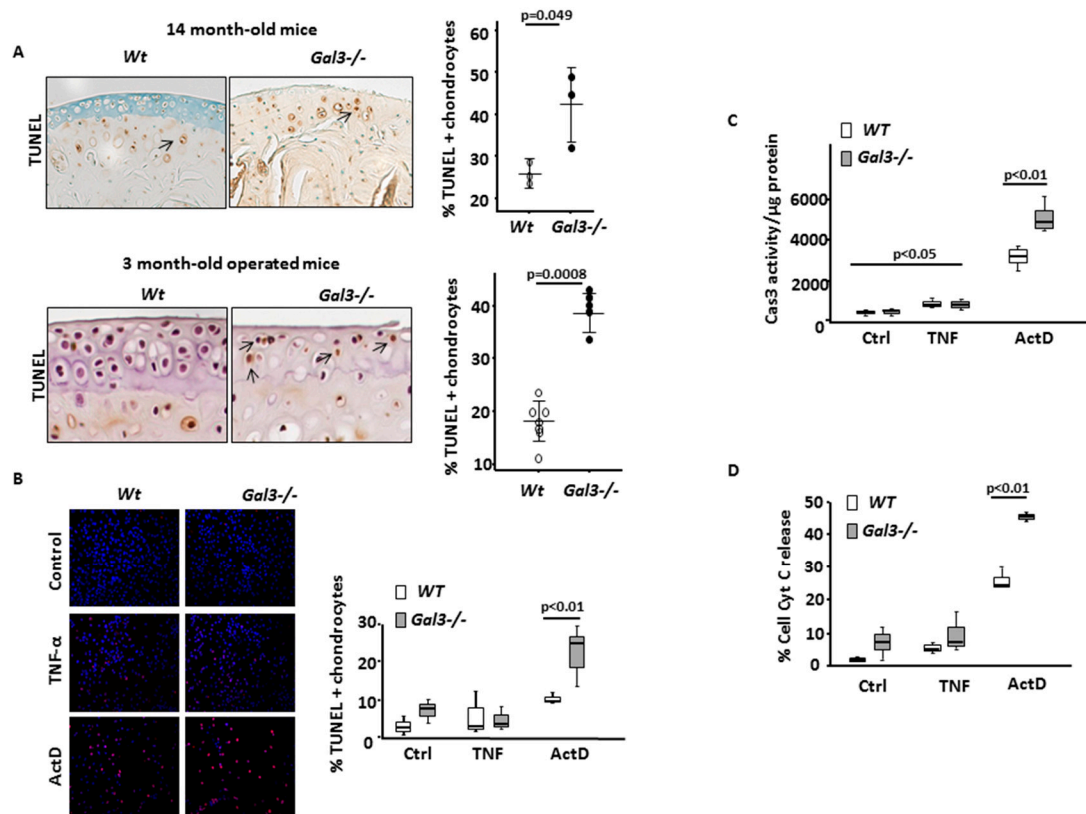 A
14 month-old mice
Wt
Gal3-/-
TUNEL
p=0.049
% TUNEL + chondrocytes
60
50
40
30
20
Wt
Gal3-/-
3 month-old operated mice
Wt
Gal3-/-
TUNEL
p=0.0008
% TUNEL + chondrocytes
40
30
20
10
Wt
Gal3-/-
B
Wt
Gal3-/-
Control
TNF-α
ActD
WT
Gal3-/-
p<0.01
% TUNEL + chondrocytes
30
20
10
0
Ctrl
TNF
ActD
C
WT
Gal3-/-
p<0.01
p<0.05
Cas3 activity/µg protein
8000
6000
4000
2000
0
Ctrl
TNF
ActD
D
WT
Gal3-/-
p<0.01
% Cell Cyt C release
50
40
30
20
10
0
Ctrl
TNF
ActD